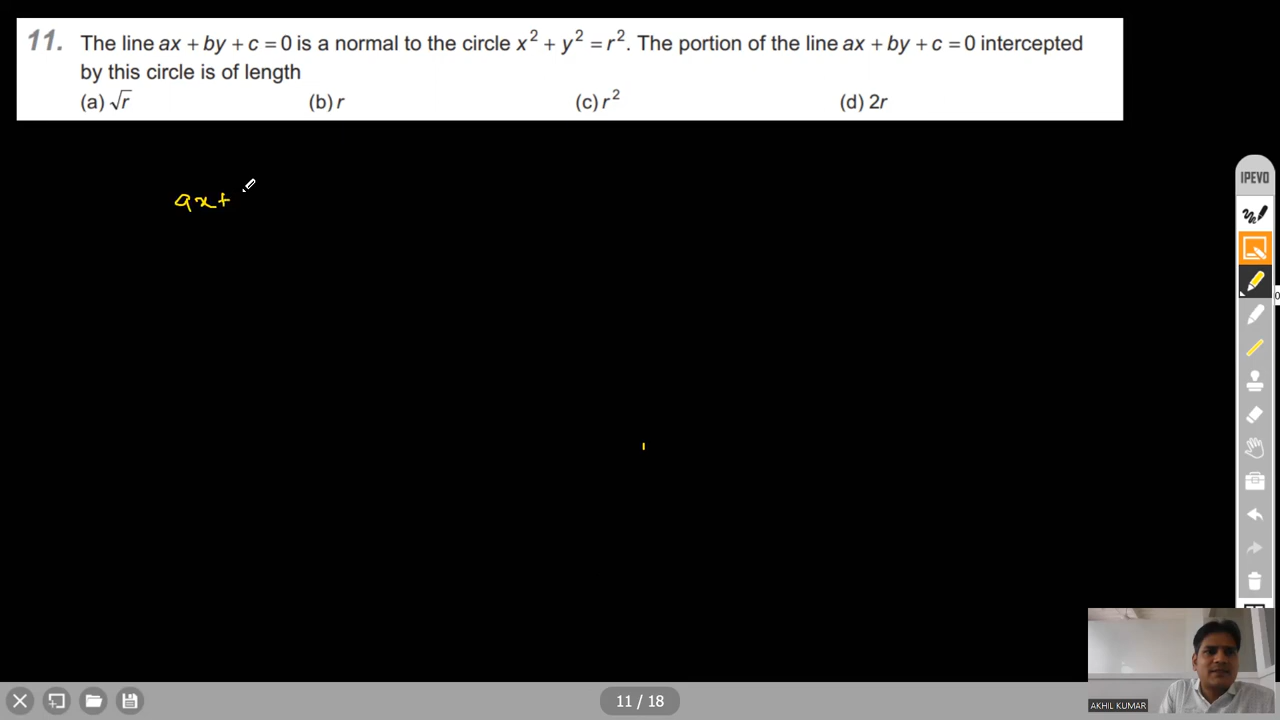 11. The line ax + by + c = 0 is a normal to the circle x² + y² = r². The portion of the line ax + by + c = 0 intercepted
by this circle is of length
(a) √r (b) r (c) r² (d) 2r
ax+
IPEVO
11 / 18
AKHIL KUMAR